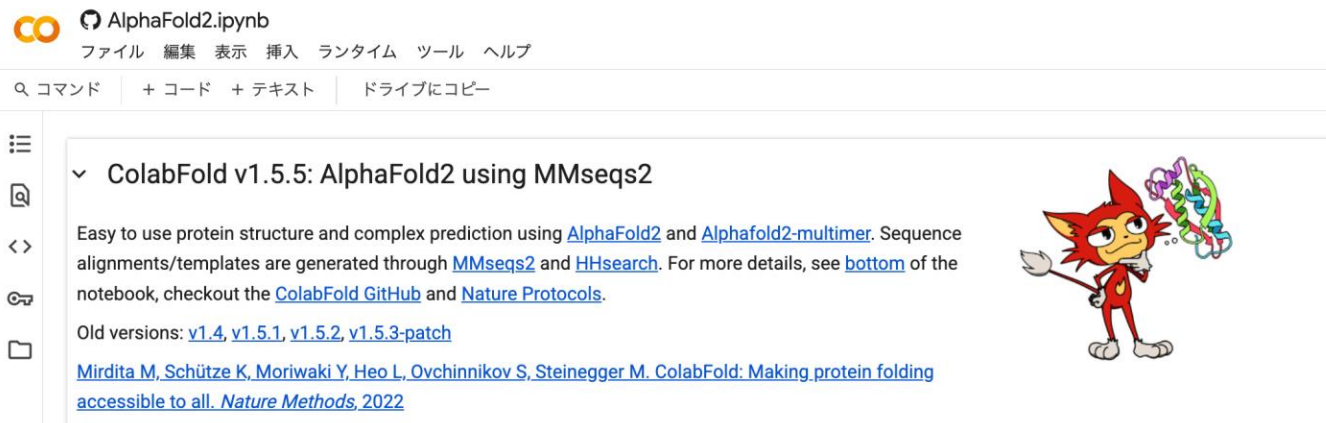 AlphaFold2.ipynb
ファイル 編集 表示 挿入 ランタイム ツール ヘルプ
コマンド + コード + テキスト ドライブにコピー
ColabFold v1.5.5: AlphaFold2 using MMseqs2
Easy to use protein structure and complex prediction using AlphaFold2 and Alphafold2-multimer. Sequence
alignments/templates are generated through MMseqs2 and HHsearch. For more details, see bottom of the
notebook, checkout the ColabFold GitHub and Nature Protocols.
Old versions: v1.4, v1.5.1, v1.5.2, v1.5.3-patch
Mirdita M, Schütze K, Moriwaki Y, Heo L, Ovchinnikov S, Steinegger M. ColabFold: Making protein folding
accessible to all. Nature Methods, 2022